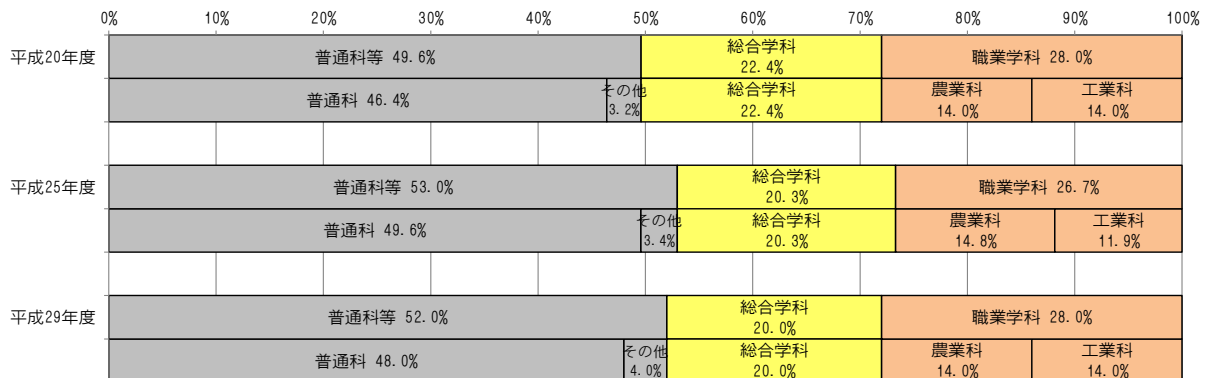 0% 10% 20% 30% 40% 50% 60% 70% 80% 90% 100%
平成20年度
普通科等 49.6%
総合学科
22.4%
職業学科 28.0%
普通科 46.4%
その他
3.2%
総合学科
22.4%
農業科
14.0%
工業科
14.0%
平成25年度
普通科等 53.0%
総合学科
20.3%
職業学科 26.7%
普通科 49.6%
その他
3.4%
総合学科
20.3%
農業科
14.8%
工業科
11.9%
平成29年度
普通科等 52.0%
総合学科
20.0%
職業学科 28.0%
普通科 48.0%
その他
4.0%
総合学科
20.0%
農業科
14.0%
工業科
14.0%